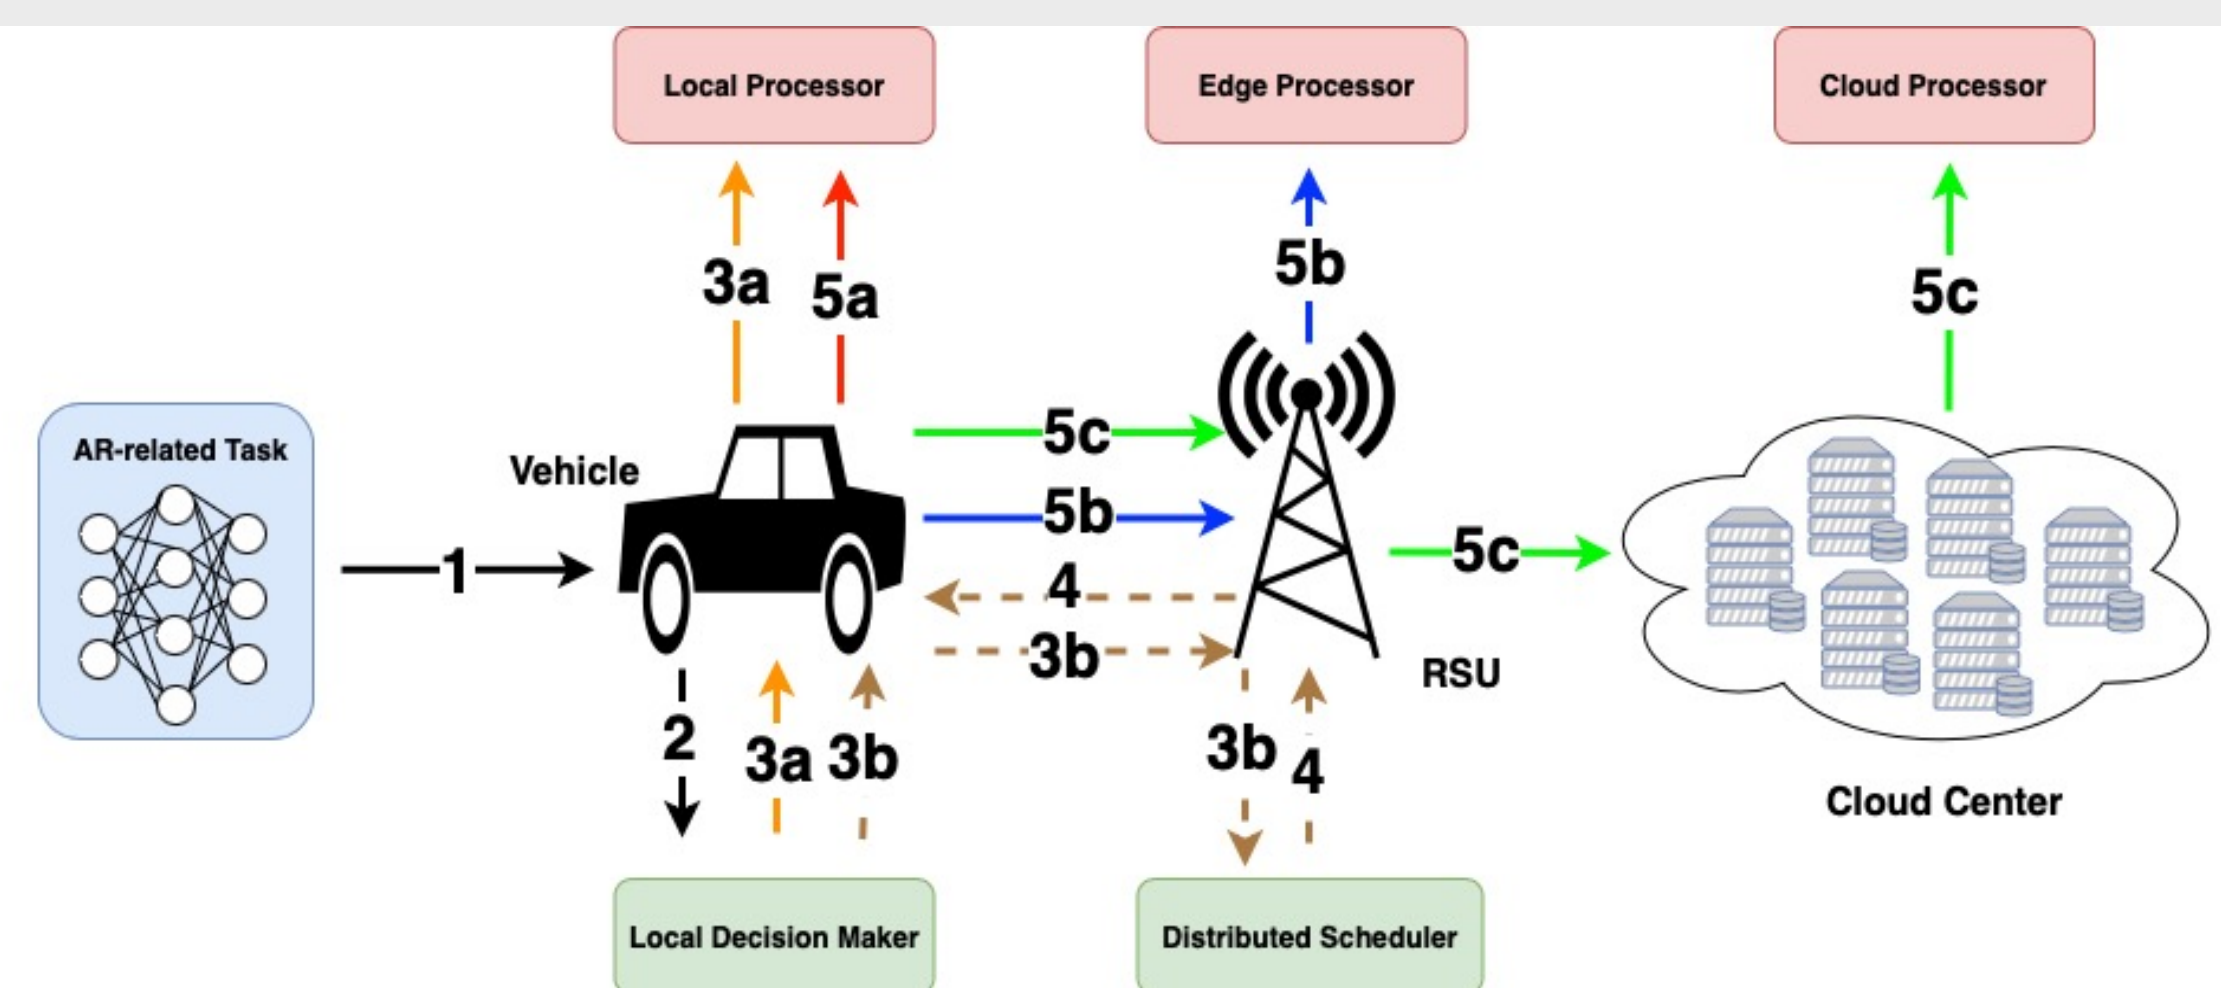 Local Processor
Edge Processor
Cloud Processor
3a
5a
5b
5c
AR-related Task
Vehicle
5c
5b
1
4
3b
5c
RSU
2
3a
3b
3b
4
Cloud Center
Local Decision Maker
Distributed Scheduler